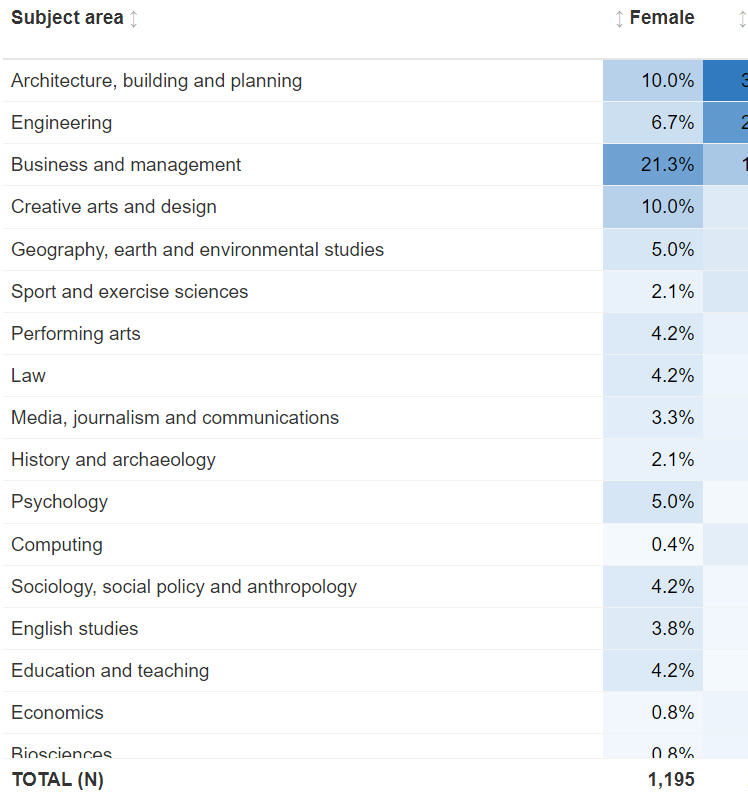 Subject area Female
Architecture, building and planning 10.0% 3
Engineering 6.7% 2
Business and management 21.3% 1
Creative arts and design 10.0%
Geography, earth and environmental studies 5.0%
Sport and exercise sciences 2.1%
Performing arts 4.2%
Law 4.2%
Media, journalism and communications 3.3%
History and archaeology 2.1%
Psychology 5.0%
Computing 0.4%
Sociology, social policy and anthropology 4.2%
English studies 3.8%
Education and teaching 4.2%
Economics 0.8%
Biosciences 0.8%
TOTAL (N) 1,195